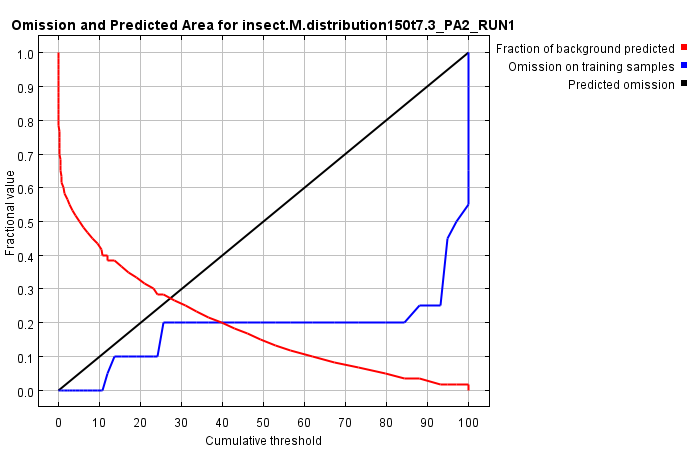 Omission and Predicted Area for insect.M.distribution150t7.3_PA2_RUN1
Fraction of background predicted
Omission on training samples
Predicted omission
1.0
0.9
0.8
0.7
0.6
0.5
0.4
0.3
0.2
0.1
0.0
Fractional value
0 10 20 30 40 50 60 70 80 90 100
Cumulative threshold